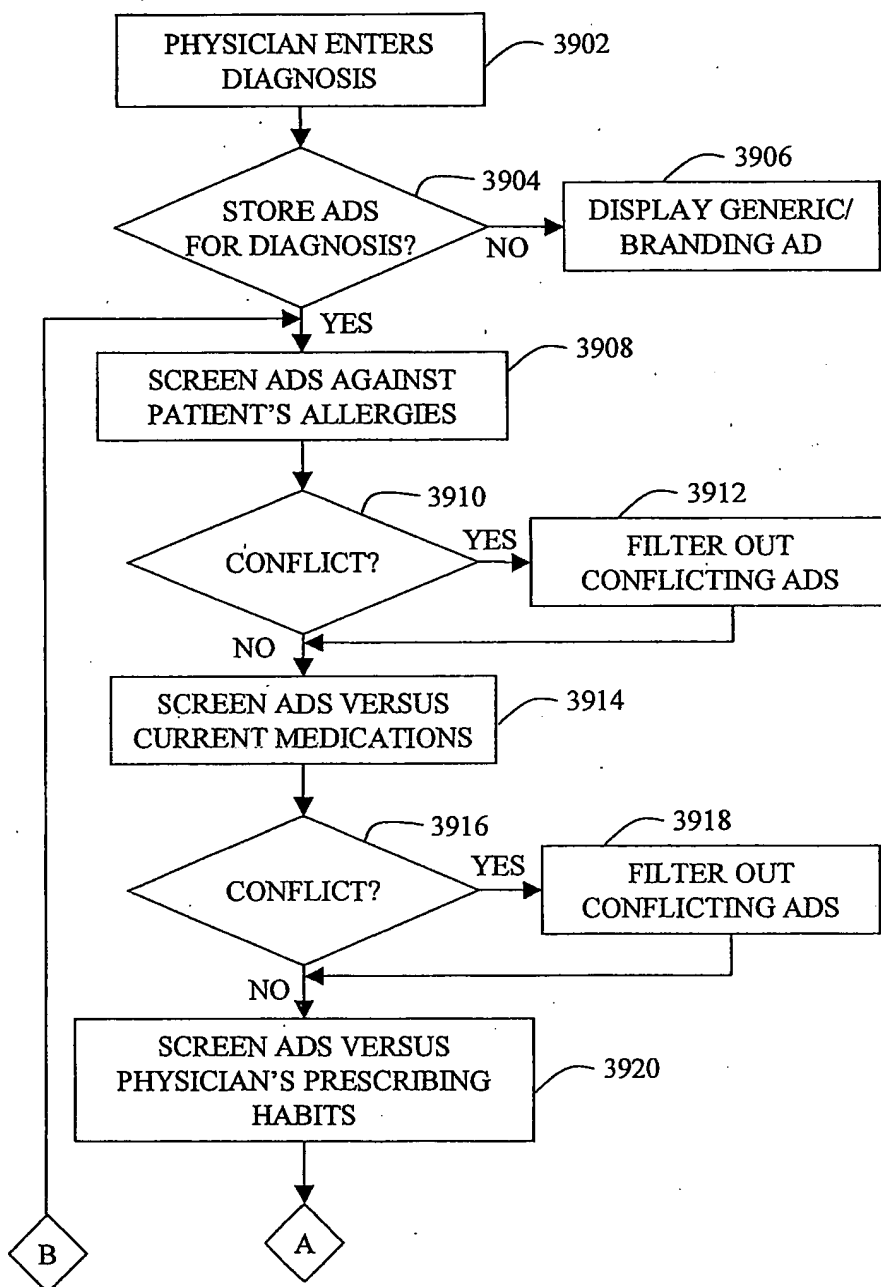 PHYSICIAN ENTERS
DIAGNOSIS
3902
3904
STORE ADS
FOR DIAGNOSIS?
NO
3906
DISPLAY GENERIC/
BRANDING AD
YES
3908
SCREEN ADS AGAINST
PATIENT'S ALLERGIES
3910
CONFLICT?
YES
3912
FILTER OUT
CONFLICTING ADS
NO
SCREEN ADS VERSUS
CURRENT MEDICATIONS
3914
3916
CONFLICT?
YES
3918
FILTER OUT
CONFLICTING ADS
NO
SCREEN ADS VERSUS
PHYSICIAN'S PRESCRIBING
HABITS
3920
B
A